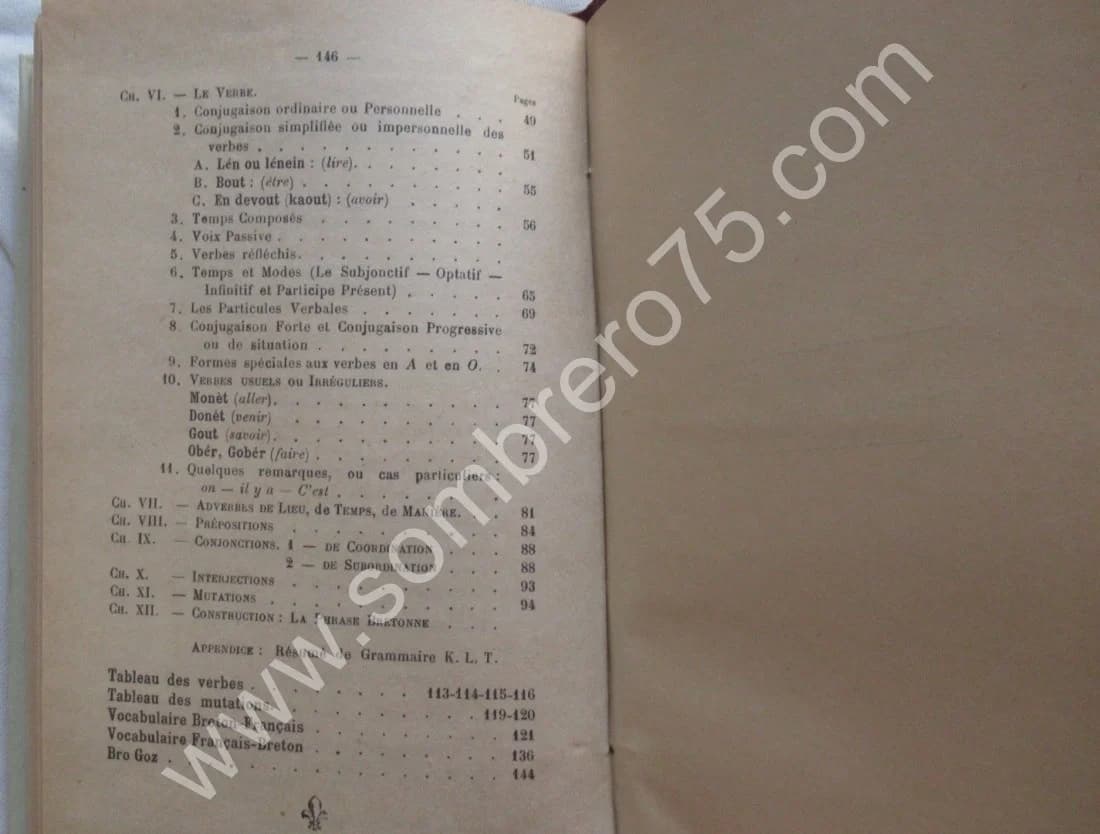 — 146 —
Pages
CH. VI. — LE VERBE.
1. Conjugaison ordinaire ou Personnelle . . . 49
2. Conjugaison simplifiée ou impersonnelle des
verbes . . . . . . . . . . . . 51
A. Lén ou lénein : (lire). . . . . . . .
B. Bout : (être) . . . . . . . . . . 55
C. En devout (kaout) : (avoir) . . . . .
3. Temps Composés . . . . . . . . . 56
4. Voix Passive . . . . . . . . . . .
5. Verbes réfléchis. . . . . . . . . .
6. Temps et Modes (Le Subjonctif — Optatif —
Infinitif et Participe Présent) . . . . . 65
7. Les Particules Verbales . . . . . . . 69
8. Conjugaison Forte et Conjugaison Progressive
ou de situation . . . . . . . . . 72
9. Formes spéciales aux verbes en A et en O. . 74
10. VERBES USUELS OU IRRÉGULIERS.
Monèt (aller). . . . . . . . . . . 77
Donèt (venir) . . . . . . . . . . 77
Gout (savoir). . . . . . . . . . . 77
Obér, Gobér (faire) . . . . . . . . . 77
11. Quelques remarques, ou cas particuliers :
on — il y a — C'est . . . . . . . .
CH. VII. — ADVERBES DE LIEU, de TEMPS, de MANIÈRE. . . 81
CH. VIII. — PRÉPOSITIONS . . . . . . . . . 84
CH. IX. — CONJONCTIONS. 1 — DE COORDINATION . . . 88
2 — DE SUBORDINATION . . . 88
CH. X. — INTERJECTIONS . . . . . . . . . 93
CH. XI. — MUTATIONS . . . . . . . . . . 94
CH. XII. — CONSTRUCTION : LA PHRASE BRETONNE . . .
APPENDICE : Résumé de Grammaire K. L. T.
Tableau des verbes . . . . . . . . 113-114-115-116
Tableau des mutations. . . . . . . . . 119-120
Vocabulaire Breton-Français . . . . . . . . 121
Vocabulaire Français-Breton . . . . . . . . 136
Bro Goz . . . . . . . . . . . . . 144
www.sombrero75.com